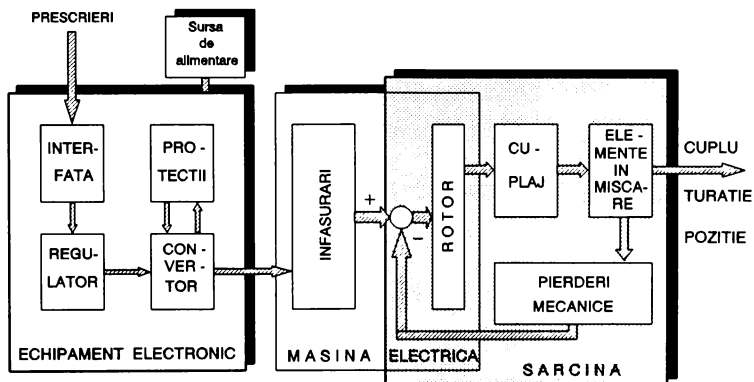 PRESCRIERI
Sursa
de
alimentare
INTER-
FATA
PRO-
TECTII
REGU-
LATOR
CON-
VER-
TOR
ECHIPAMENT ELECTRONIC
INFASURARI
+
-
ROTOR
MASINA ELECTRICA
CU-
PLAJ
ELE-
MENTE
IN
MISCA-
RE
CUPLU
TURATIE
POZITIE
PIERDERI
MECANICE
SARCINA